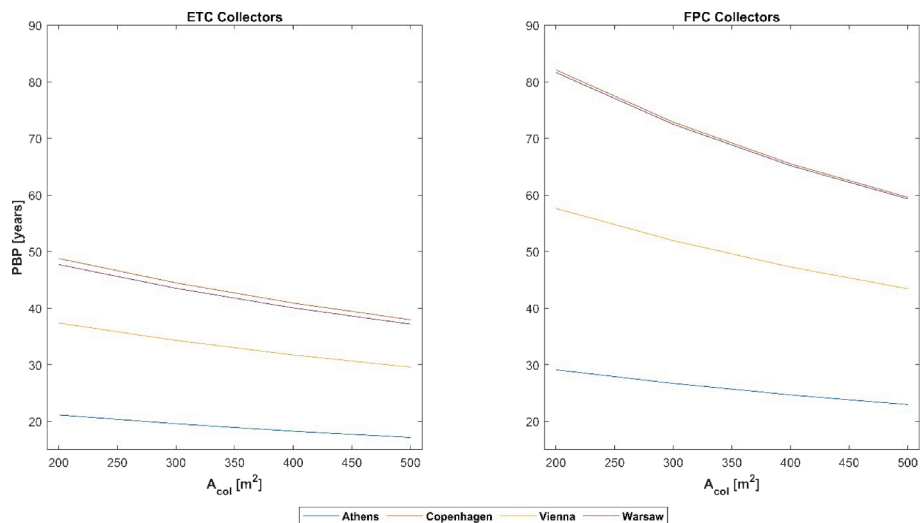 ETC Collectors
90
80
70
60
50
40
30
20
PBP [years]
200 250 300 350 400 450 500
A_col [m²]
FPC Collectors
90
80
70
60
50
40
30
20
200 250 300 350 400 450 500
A_col [m²]
Athens Copenhagen Vienna Warsaw